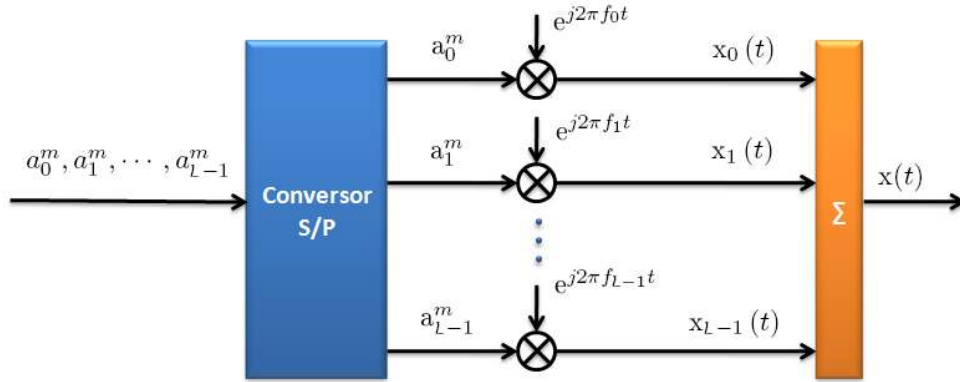 e^{j2πf_0t}
a_0^m
x_0(t)
e^{j2πf_1t}
a_0^m, a_1^m, ⋯, a_{L-1}^m
a_1^m
x_1(t)
x(t)
Conversor
S/P
Σ
e^{j2πf_{L-1}t}
a_{L-1}^m
x_{L-1}(t)